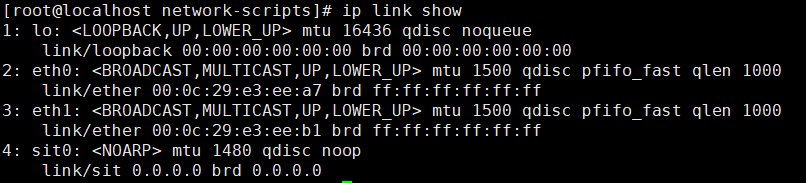 [root@localhost network-scripts]# ip link show
1: lo: <LOOPBACK,UP,LOWER_UP> mtu 16436 qdisc noqueue
    link/loopback 00:00:00:00:00:00 brd 00:00:00:00:00:00
2: eth0: <BROADCAST,MULTICAST,UP,LOWER_UP> mtu 1500 qdisc pfifo_fast qlen 1000
    link/ether 00:0c:29:e3:ee:a7 brd ff:ff:ff:ff:ff:ff
3: eth1: <BROADCAST,MULTICAST,UP,LOWER_UP> mtu 1500 qdisc pfifo_fast qlen 1000
    link/ether 00:0c:29:e3:ee:b1 brd ff:ff:ff:ff:ff:ff
4: sit0: <NOARP> mtu 1480 qdisc noop
    link/sit 0.0.0.0 brd 0.0.0.0